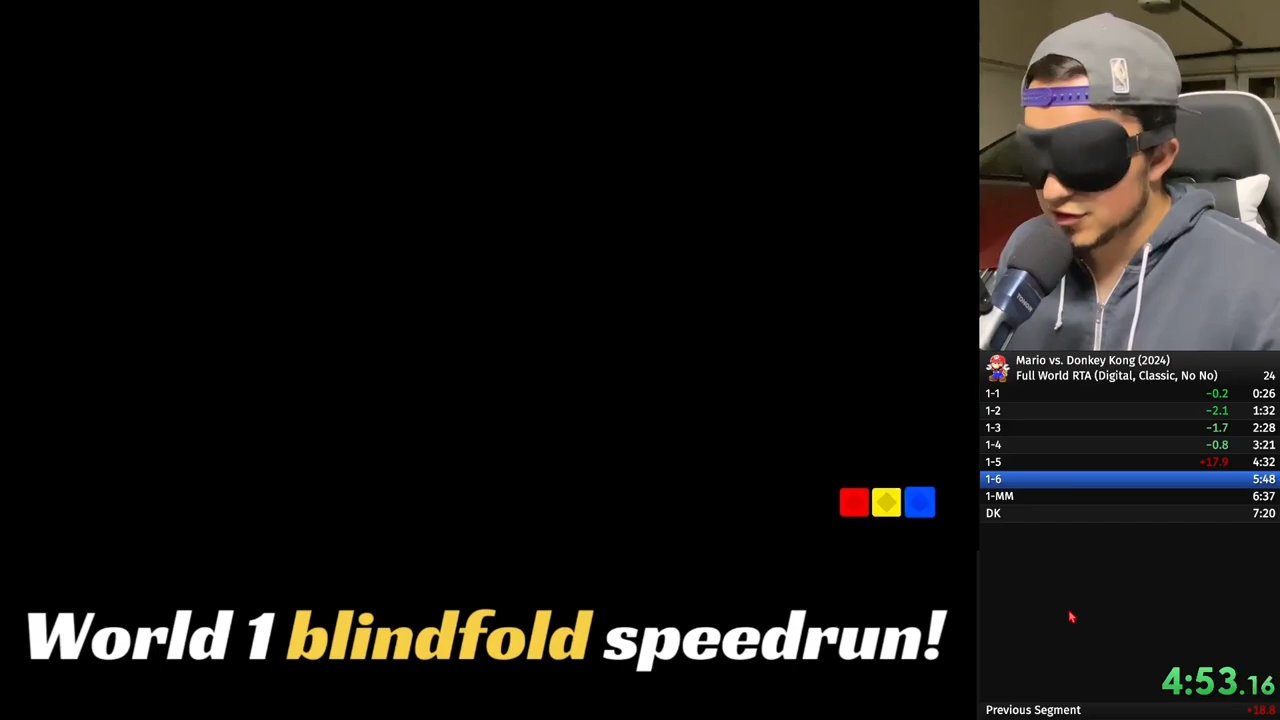 Mario vs. Donkey Kong (2024)
Full World RTA (Digital, Classic, No No) 24
1-1 -0.2 0:26
1-2 -2.1 1:32
1-3 -1.7 2:28
1-4 -0.8 3:21
1-5 +17.9 4:32
1-6 5:48
1-MM 6:37
DK 7:20
World 1 blindfold speedrun!
4:53.16
Previous Segment +18.8